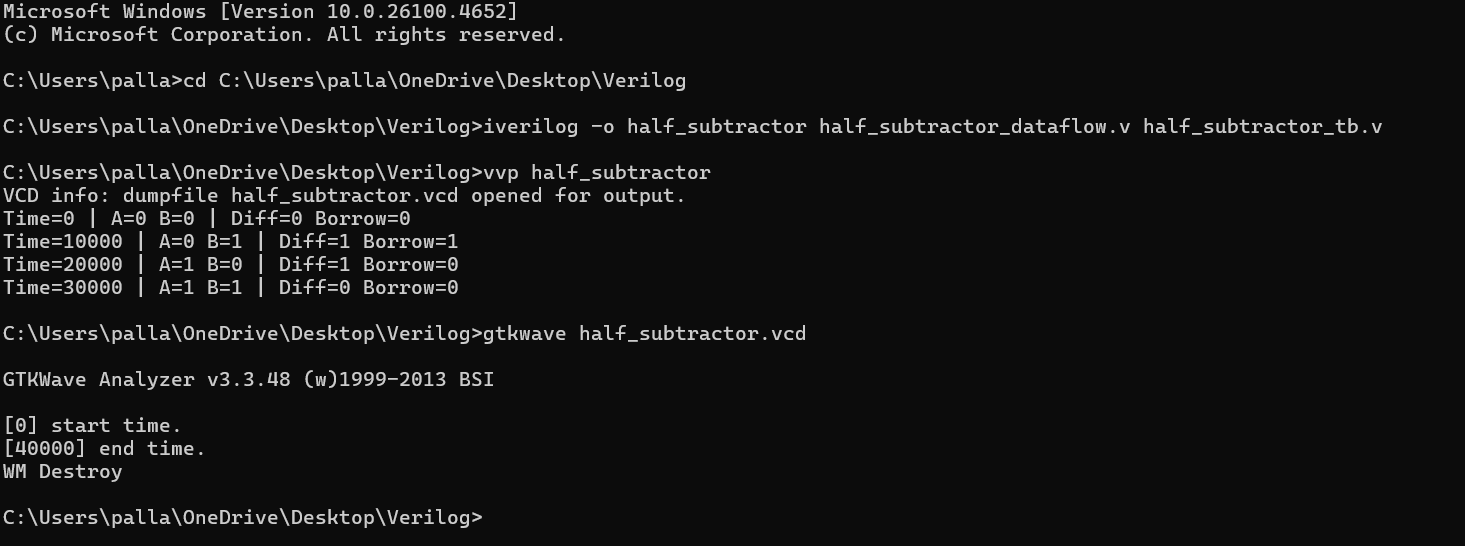 Microsoft Windows [Version 10.0.26100.4652]
(c) Microsoft Corporation. All rights reserved.
C:\Users\palla>cd C:\Users\palla\OneDrive\Desktop\Verilog
C:\Users\palla\OneDrive\Desktop\Verilog>iverilog -o half_subtractor half_subtractor_dataflow.v half_subtractor_tb.v
C:\Users\palla\OneDrive\Desktop\Verilog>vvp half_subtractor
VCD info: dumpfile half_subtractor.vcd opened for output.
Time=0 | A=0 B=0 | Diff=0 Borrow=0
Time=10000 | A=0 B=1 | Diff=1 Borrow=1
Time=20000 | A=1 B=0 | Diff=1 Borrow=0
Time=30000 | A=1 B=1 | Diff=0 Borrow=0
C:\Users\palla\OneDrive\Desktop\Verilog>gtkwave half_subtractor.vcd
GTKWave Analyzer v3.3.48 (w)1999-2013 BSI
[0] start time.
[40000] end time.
WM Destroy
C:\Users\palla\OneDrive\Desktop\Verilog>